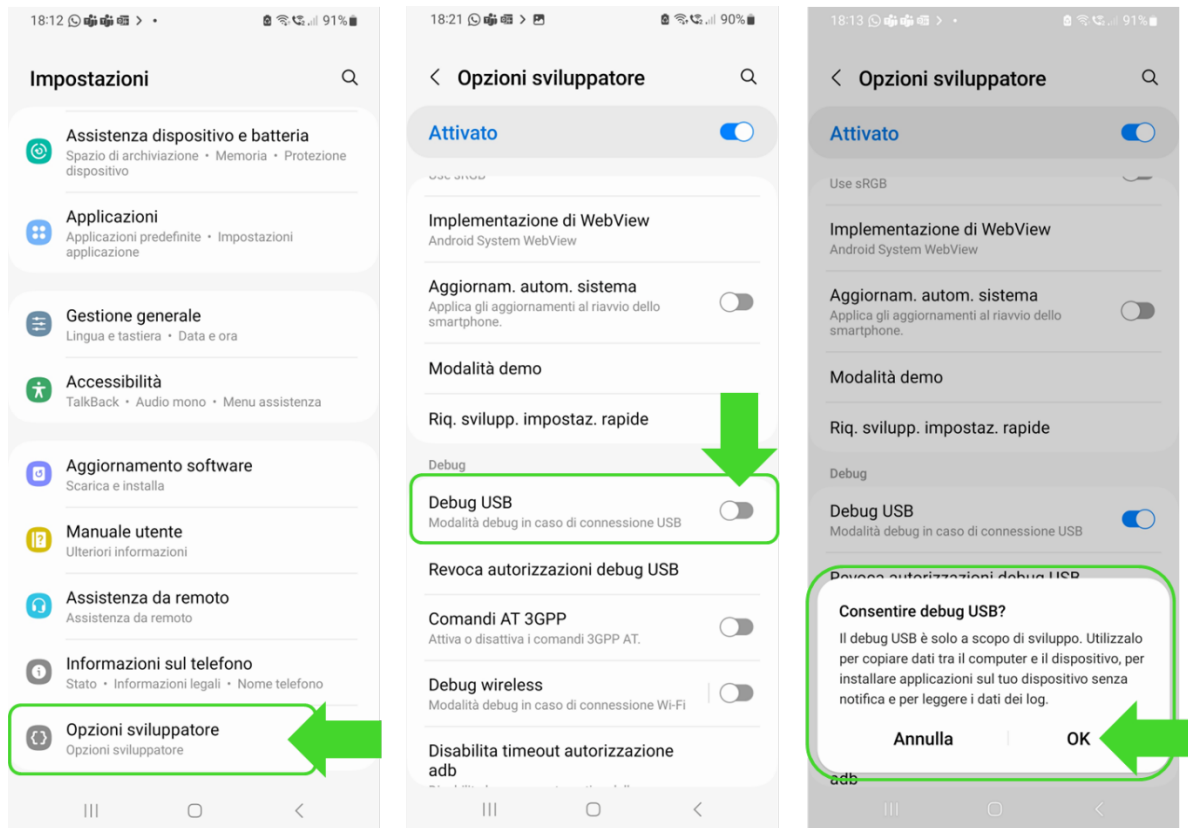 18:12
91%
Impostazioni
Assistenza dispositivo e batteria
Spazio di archiviazione • Memoria • Protezione
dispositivo
Applicazioni
Applicazioni predefinite • Impostazioni
applicazione
Gestione generale
Lingua e tastiera • Data e ora
Accessibilità
TalkBack • Audio mono • Menu assistenza
Aggiornamento software
Scarica e installa
Manuale utente
Ulteriori informazioni
Assistenza da remoto
Assistenza da remoto
Informazioni sul telefono
Stato • Informazioni legali • Nome telefono
Opzioni sviluppatore
Opzioni sviluppatore
18:21
90%
Opzioni sviluppatore
Attivato
Use sRGB
Implementazione di WebView
Android System WebView
Aggiornam. autom. sistema
Applica gli aggiornamenti al riavvio dello
smartphone.
Modalità demo
Riq. svilupp. impostaz. rapide
Debug
Debug USB
Modalità debug in caso di connessione USB
Revoca autorizzazioni debug USB
Comandi AT 3GPP
Attiva o disattiva i comandi 3GPP AT.
Debug wireless
Modalità debug in caso di connessione Wi-Fi
Disabilita timeout autorizzazione
adb
18:13
91%
Opzioni sviluppatore
Attivato
Use sRGB
Implementazione di WebView
Android System WebView
Aggiornam. autom. sistema
Applica gli aggiornamenti al riavvio dello
smartphone.
Modalità demo
Riq. svilupp. impostaz. rapide
Debug
Debug USB
Modalità debug in caso di connessione USB
Revoca autorizzazioni debug USB
Consentire debug USB?
Il debug USB è solo a scopo di sviluppo. Utilizzalo
per copiare dati tra il computer e il dispositivo, per
installare applicazioni sul tuo dispositivo senza
notifica e per leggere i dati dei log.
Annulla
OK
adb